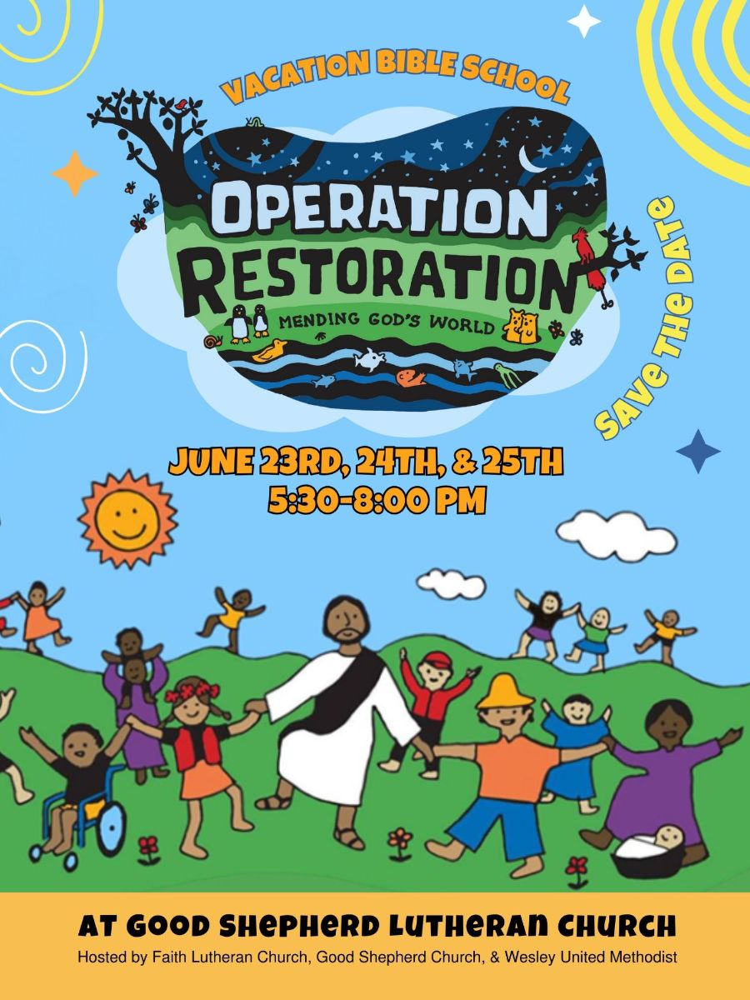 VACATION BIBLE SCHOOL
OPERATION
RESTORATION
MENDING GOD'S WORLD
SAVE THE DATE
JUNE 23RD, 24TH, & 25TH
5:30-8:00 PM
AT GOOD SHEPHERD LUTHERAN CHURCH
Hosted by Faith Lutheran Church, Good Shepherd Church, & Wesley United Methodist